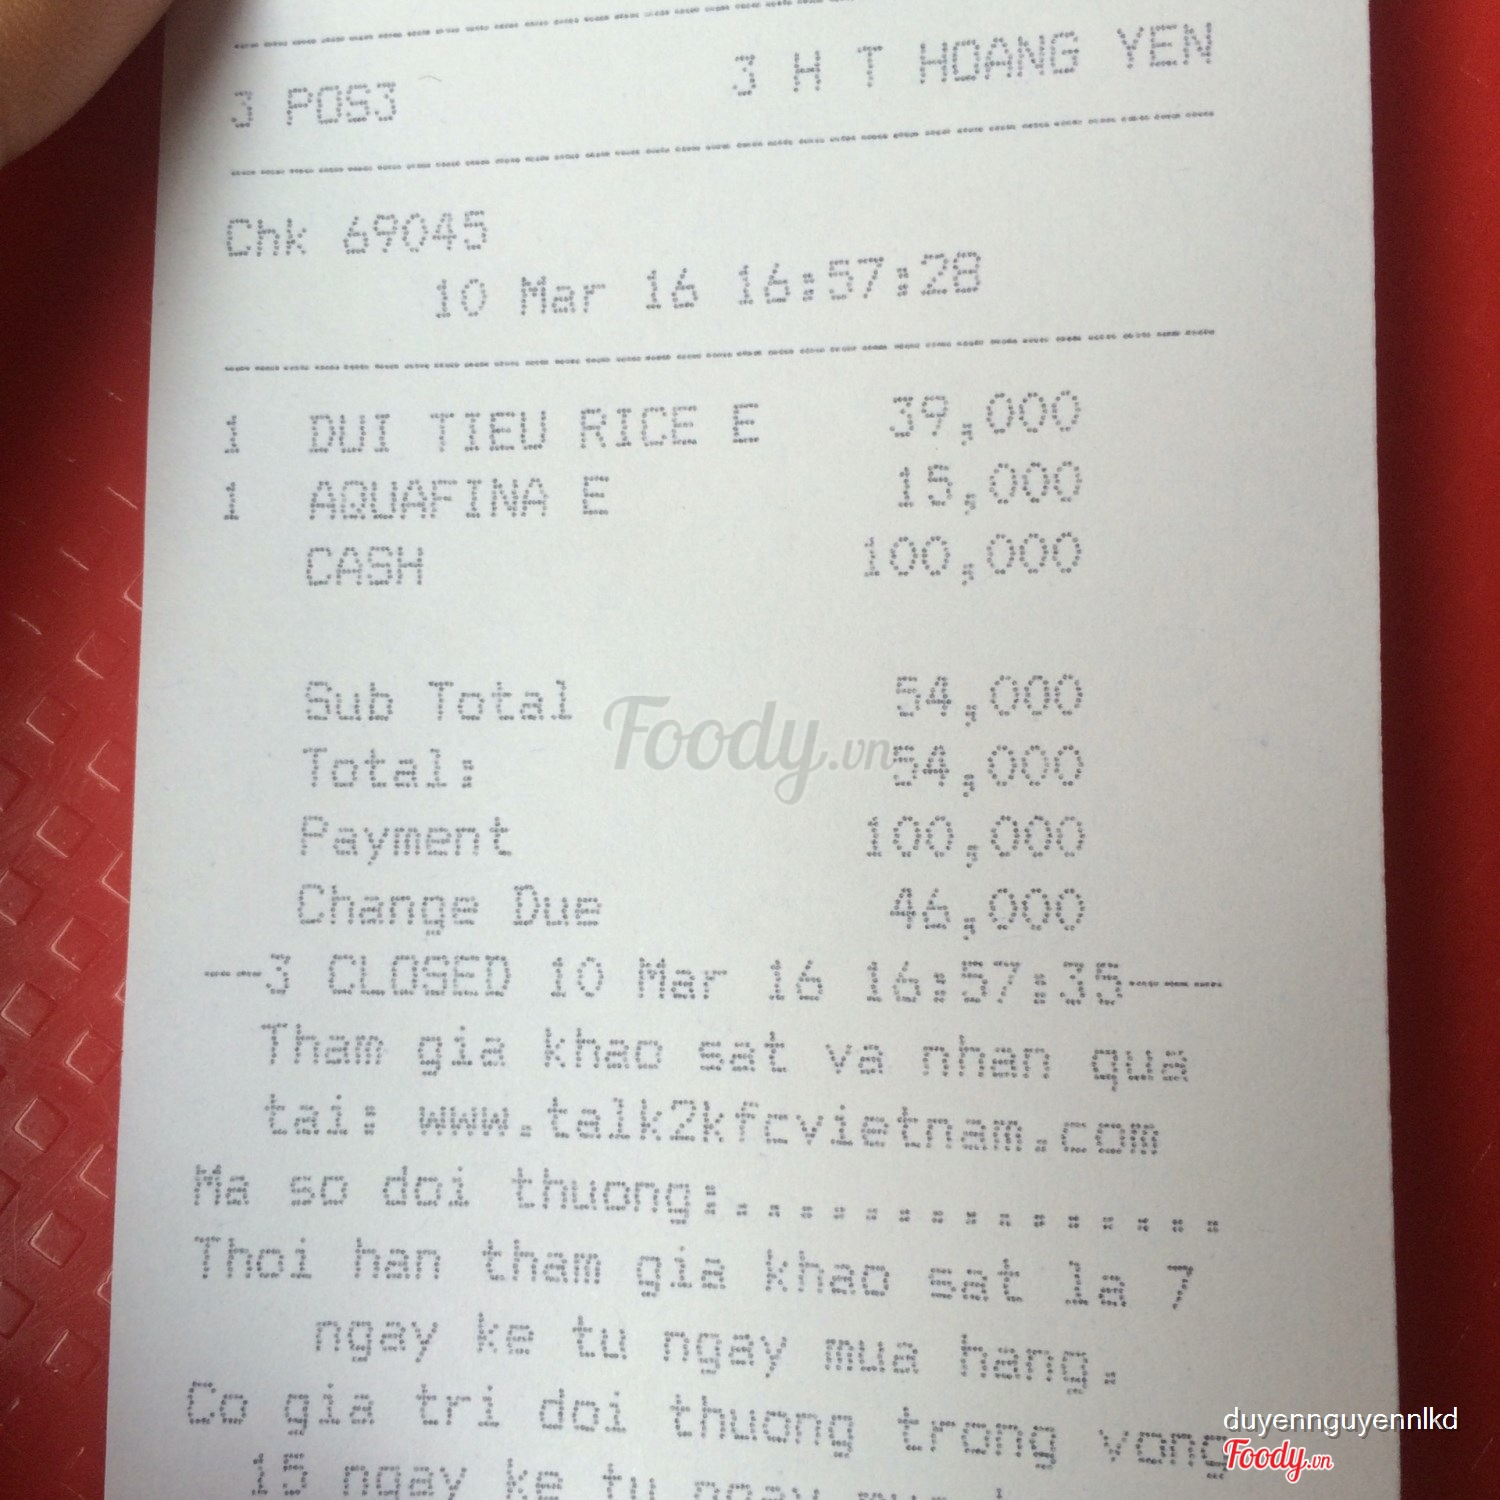 3 POS3 3 H T HOANG YEN
Chk 69045
10 Mar 16 16:57:28
1 DUI TIEU RICE E 39,000
1 AQUAFINA E 15,000
CASH 100,000
Sub Total 54,000
Total: 54,000
Payment 100,000
Change Due 46,000
---3 CLOSED 10 Mar 16 16:57:35---
Tham gia khao sat va nhan qua
tai: www.talk2kfcvietnam.com
Ma so doi thuong:...............
Thoi han tham gia khao sat la 7
ngay ke tu ngay mua hang.
Co gia tri doi thuong trong vong
15 ngay ke tu
Foody.vn
duyennguyennlkd
Foody.vn